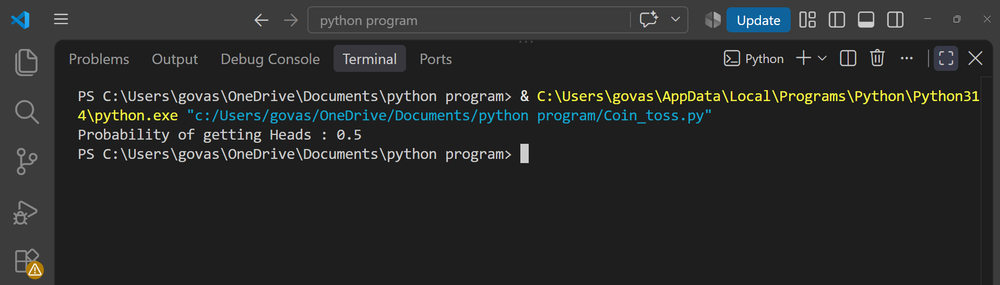 python program
Update
Problems Output Debug Console Terminal Ports Python
PS C:\Users\govas\OneDrive\Documents\python program> & C:\Users\govas\AppData\Local\Programs\Python\Python31
4\python.exe "c:/Users/govas/OneDrive/Documents/python program/Coin_toss.py"
Probability of getting Heads : 0.5
PS C:\Users\govas\OneDrive\Documents\python program>